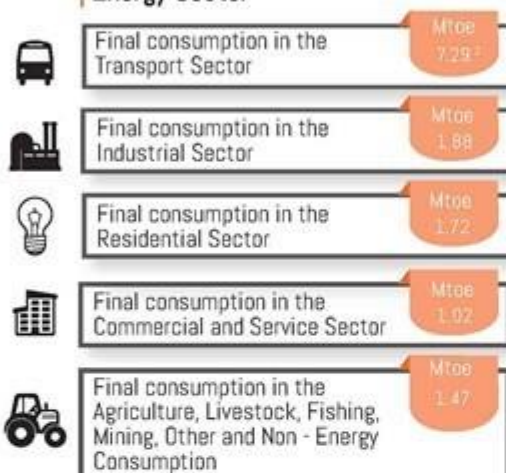 Energy Sector
Final consumption in the
Transport Sector
Mtoe
7.29²
Final consumption in the
Industrial Sector
Mtoe
1.88
Final consumption in the
Residential Sector
Mtoe
1.72
Final consumption in the
Commercial and Service Sector
Mtoe
1.02
Final consumption in the
Agriculture, Livestock, Fishing,
Mining, Other and Non - Energy
Consumption
Mtoe
1.47